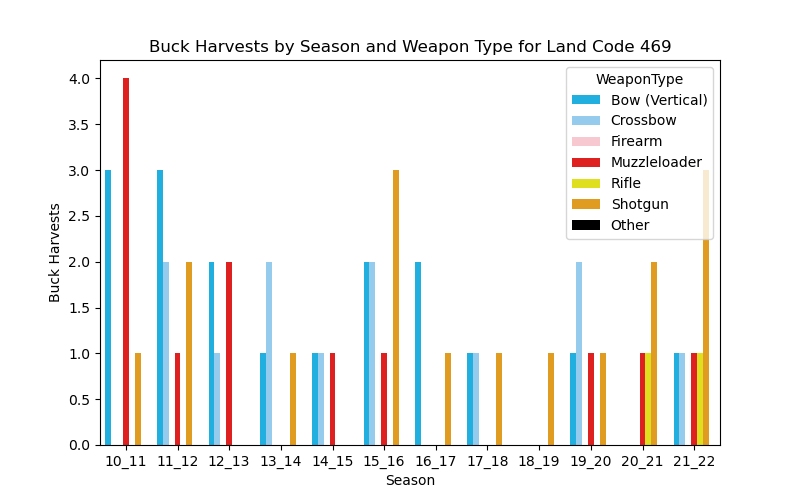 Buck Harvests by Season and Weapon Type for Land Code 469
WeaponType
Bow (Vertical)
Crossbow
Firearm
Muzzleloader
Rifle
Shotgun
Other
4.0
3.5
3.0
2.5
2.0
1.5
1.0
0.5
0.0
Buck Harvests
10_11 11_12 12_13 13_14 14_15 15_16 16_17 17_18 18_19 19_20 20_21 21_22
Season